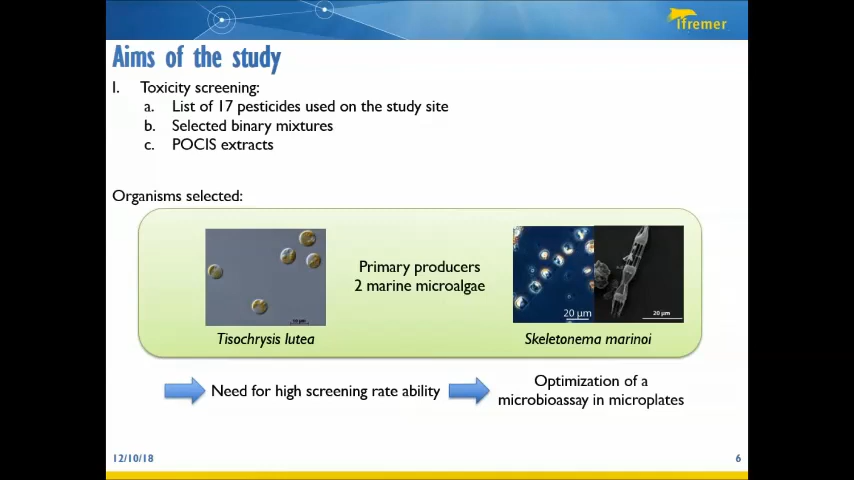 Ifremer
Aims of the study
I. Toxicity screening:
a. List of 17 pesticides used on the study site
b. Selected binary mixtures
c. POCIS extracts
Organisms selected:
Primary producers
2 marine microalgae
20 µm
20 µm
Tisochrysis lutea
Skeletonema marinoi
Need for high screening rate ability
Optimization of a
microbioassay in microplates
12/10/18
6